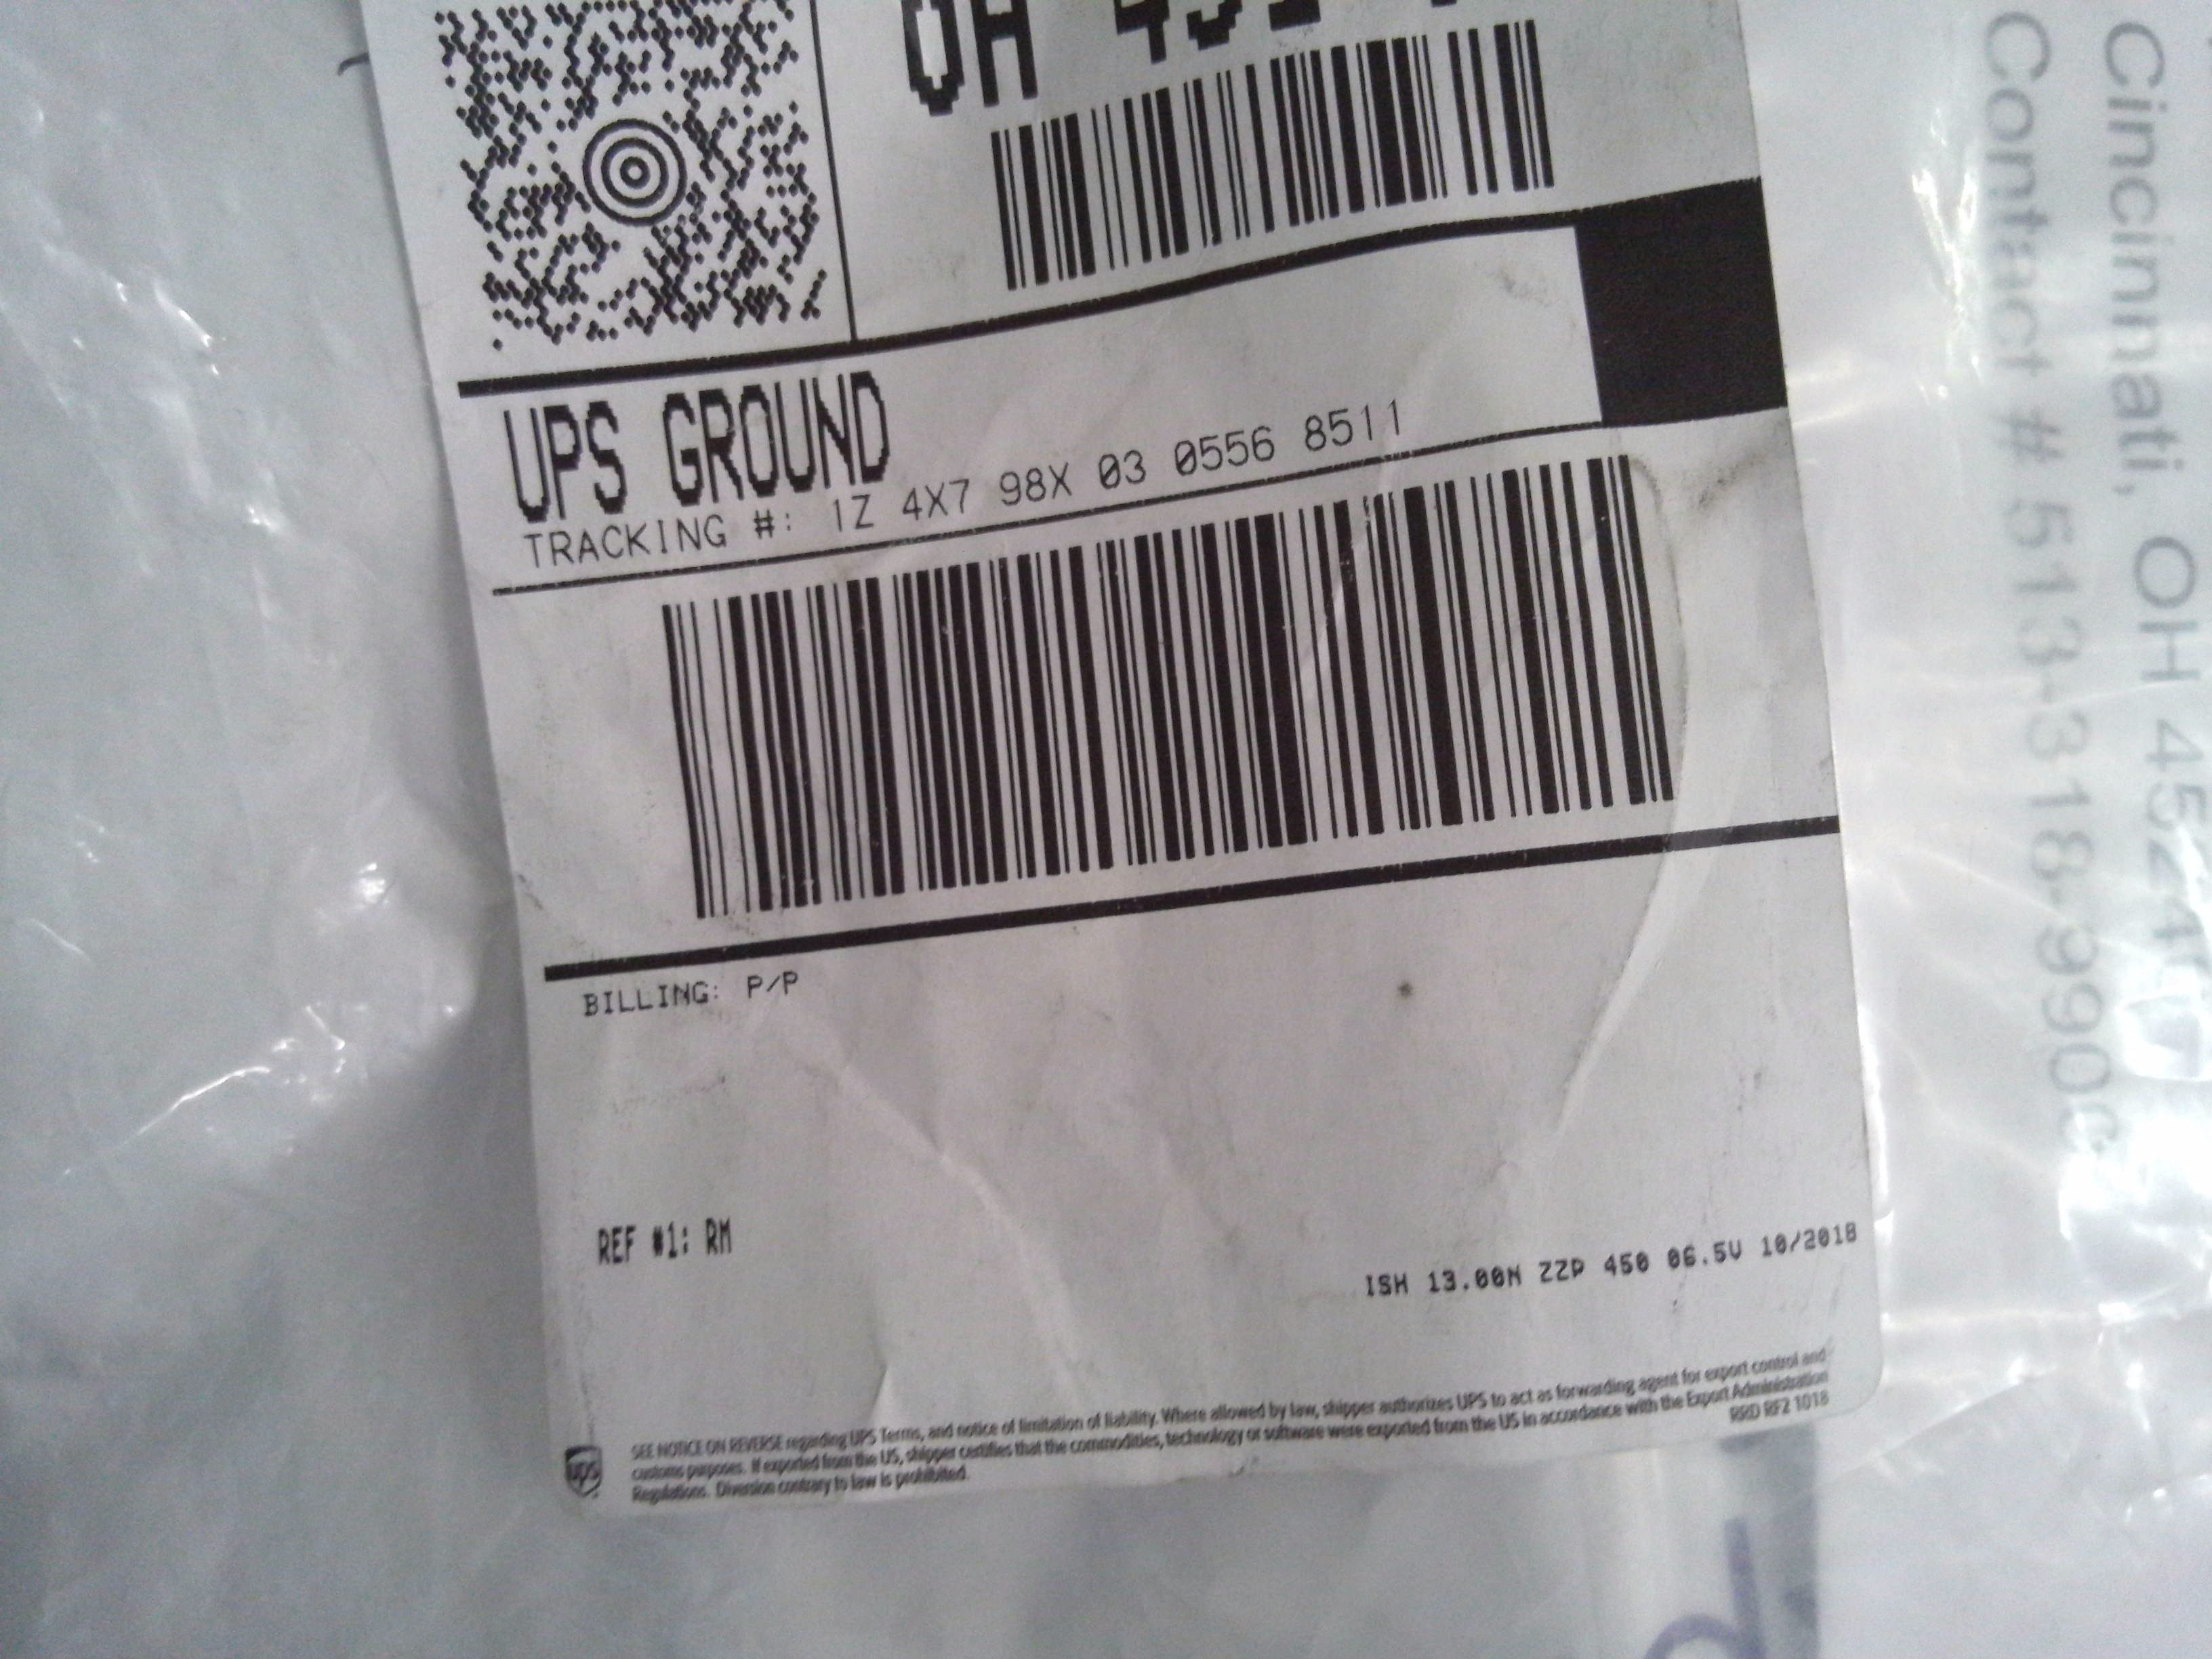 OH
UPS GROUND
TRACKING #: 1Z 4X7 98X 03 0556 8511
BILLING: P/P
REF #1: RM
ISH 13.00N ZZP 450 06.5V 10/2018
SEE NOTICE ON REVERSE regarding UPS Terms, and notice of limitation of liability. Where allowed by law, shipper authorizes UPS to act as forwarding agent for export control and
customs purposes. If exported from the US, shipper certifies that the commodities, technology or software were exported from the US in accordance with the Export Administration
Regulations. Diversion contrary to law is prohibited.
RRD RF2 1018
ups
Cincinnati, OH
Contact # 513-318-990